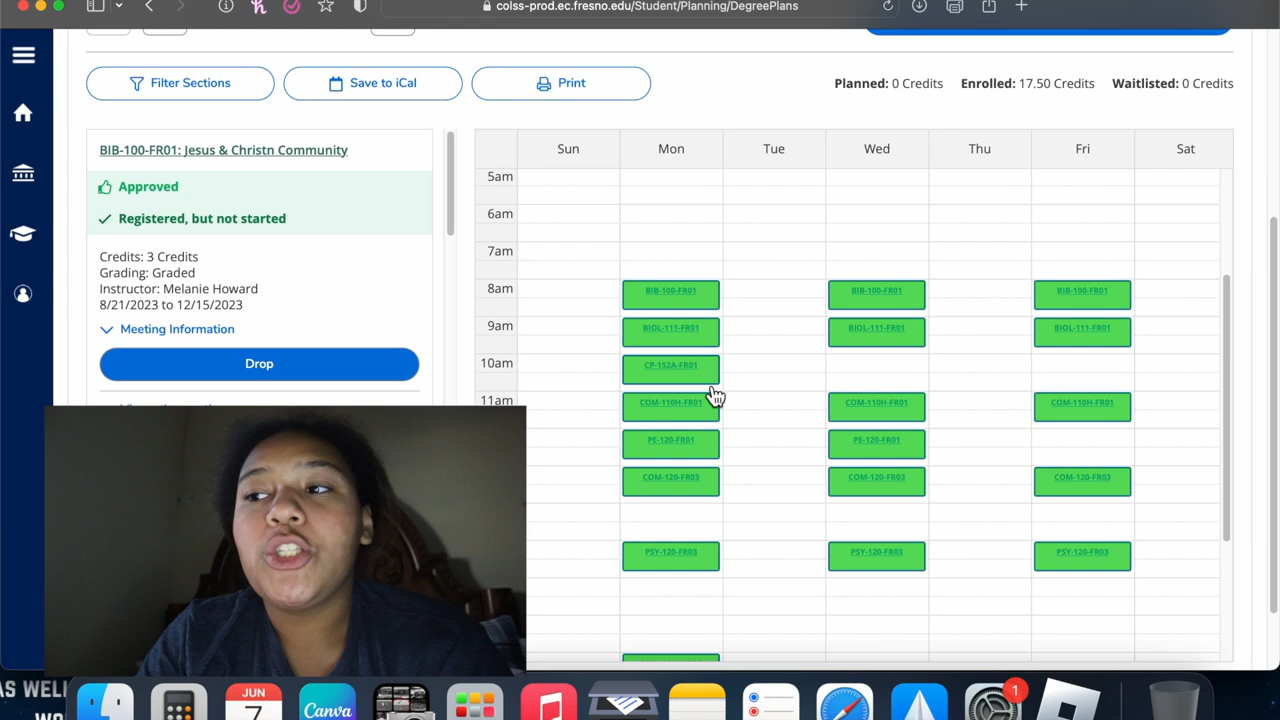 colss-prod.ec.fresno.edu/Student/Planning/DegreePlans
Filter Sections
Save to iCal
Print
Planned: 0 Credits Enrolled: 17.50 Credits Waitlisted: 0 Credits
BIB-100-FR01: Jesus & Christn Community
Approved
Registered, but not started
Credits: 3 Credits
Grading: Graded
Instructor: Melanie Howard
8/21/2023 to 12/15/2023
Meeting Information
Drop
Sun Mon Tue Wed Thu Fri Sat
5am
6am
7am
8am
BIB-100-FR01 BIB-100-FR01 BIB-100-FR01
9am
BIOL-111-FR01 BIOL-111-FR01 BIOL-111-FR01
10am
CP-152A-FR01
11am
COM-110H-FR01 COM-110H-FR01 COM-110H-FR01
PE-120-FR01 PE-120-FR01
COM-120-FR03 COM-120-FR03 COM-120-FR03
PSY-120-FR03 PSY-120-FR03 PSY-120-FR03
AS WELL
JUN
7
Canva
1